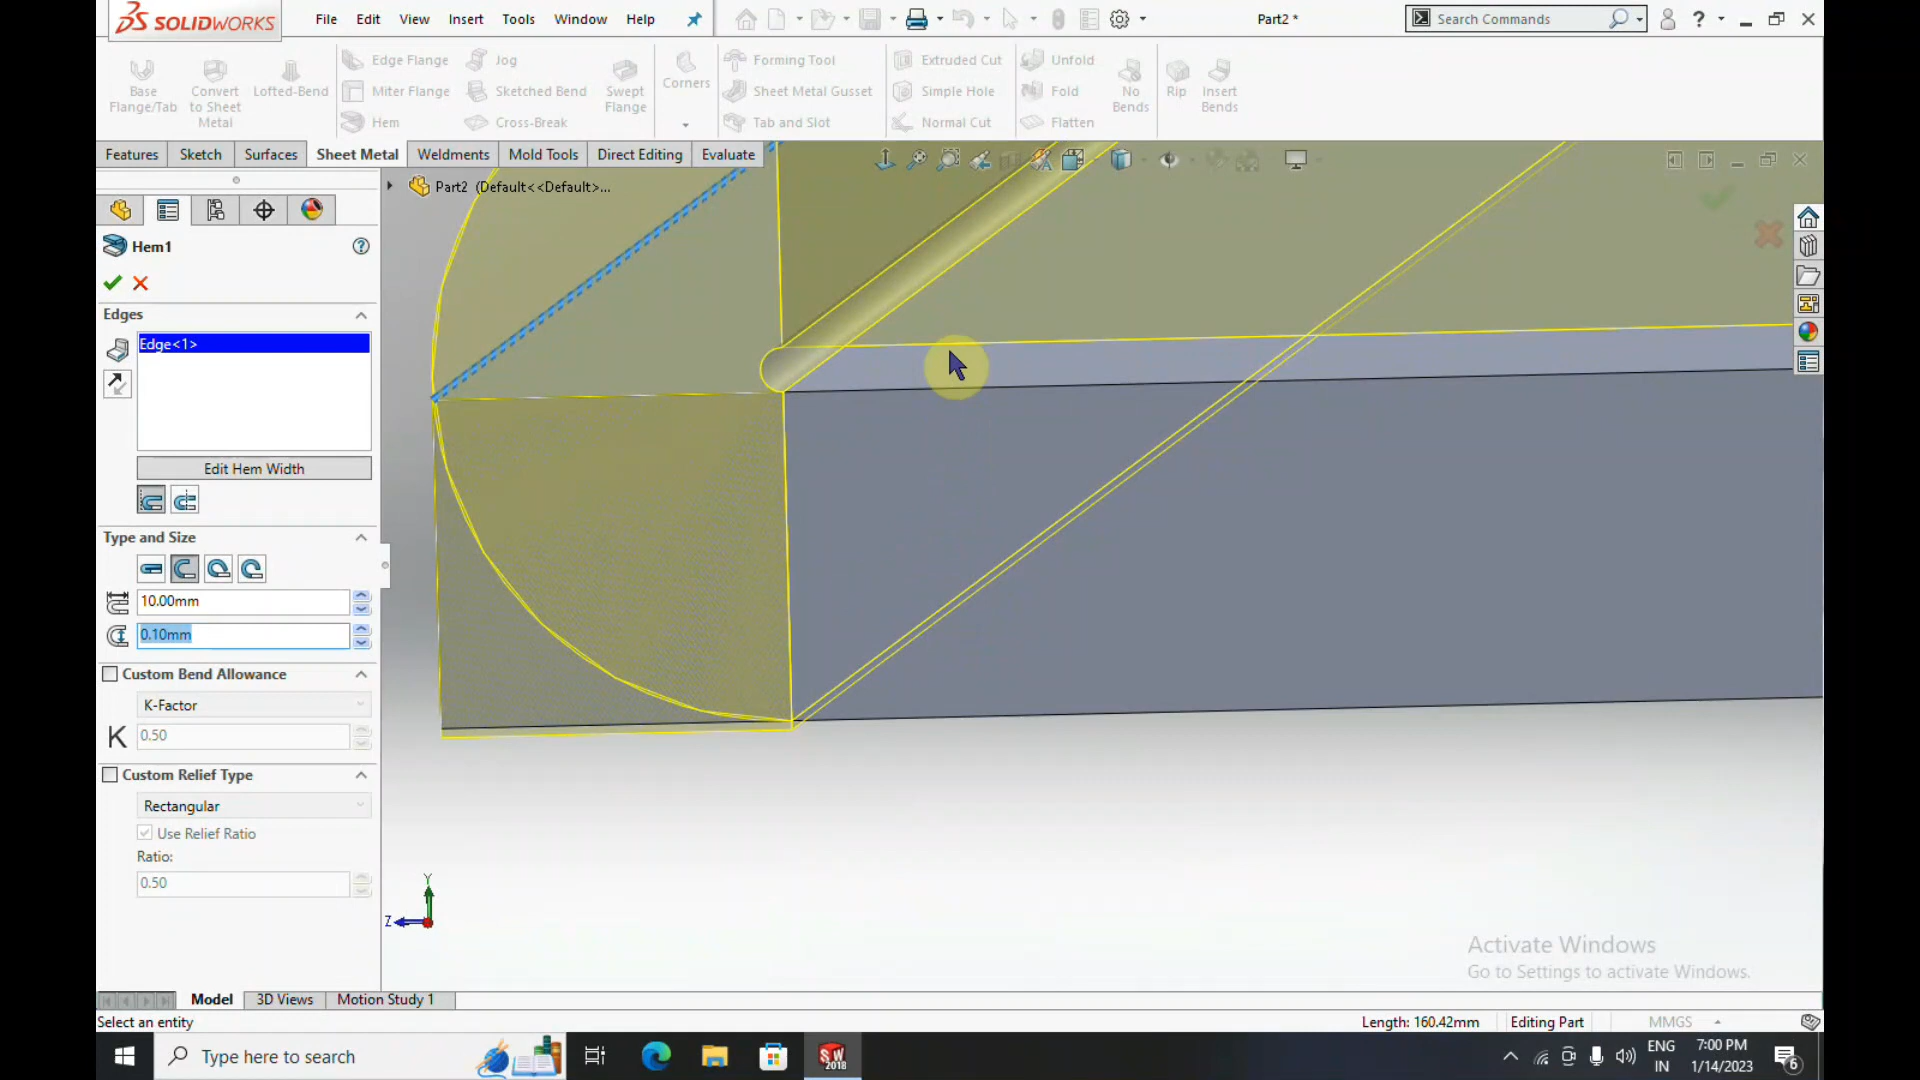 SOLIDWORKS File Edit View Insert Tools Window Help Part2 * Search Commands ?
Base Flange/Tab
Convert to Sheet Metal
Lofted-Bend
Edge Flange
Miter Flange
Hem
Jog
Sketched Bend
Cross-Break
Swept Flange
Corners
Forming Tool
Sheet Metal Gusset
Tab and Slot
Extruded Cut
Simple Hole
Normal Cut
Unfold
Fold
Flatten
No Bends
Rip
Insert Bends
Features Sketch Surfaces Sheet Metal Weldments Mold Tools Direct Editing Evaluate
Part2 (Default<<Default>...
Hem1
Edges
Edge<1>
Edit Hem Width
Type and Size
10.00mm
0.10mm
Custom Bend Allowance
K-Factor
K 0.50
Custom Relief Type
Rectangular
Use Relief Ratio
Ratio:
0.50
Y
Z
Activate Windows
Go to Settings to activate Windows.
Model 3D Views Motion Study 1
Select an entity Length: 160.42mm Editing Part MMGS
Type here to search
SW 2018
ENG
IN
7:00 PM
1/14/2023
6